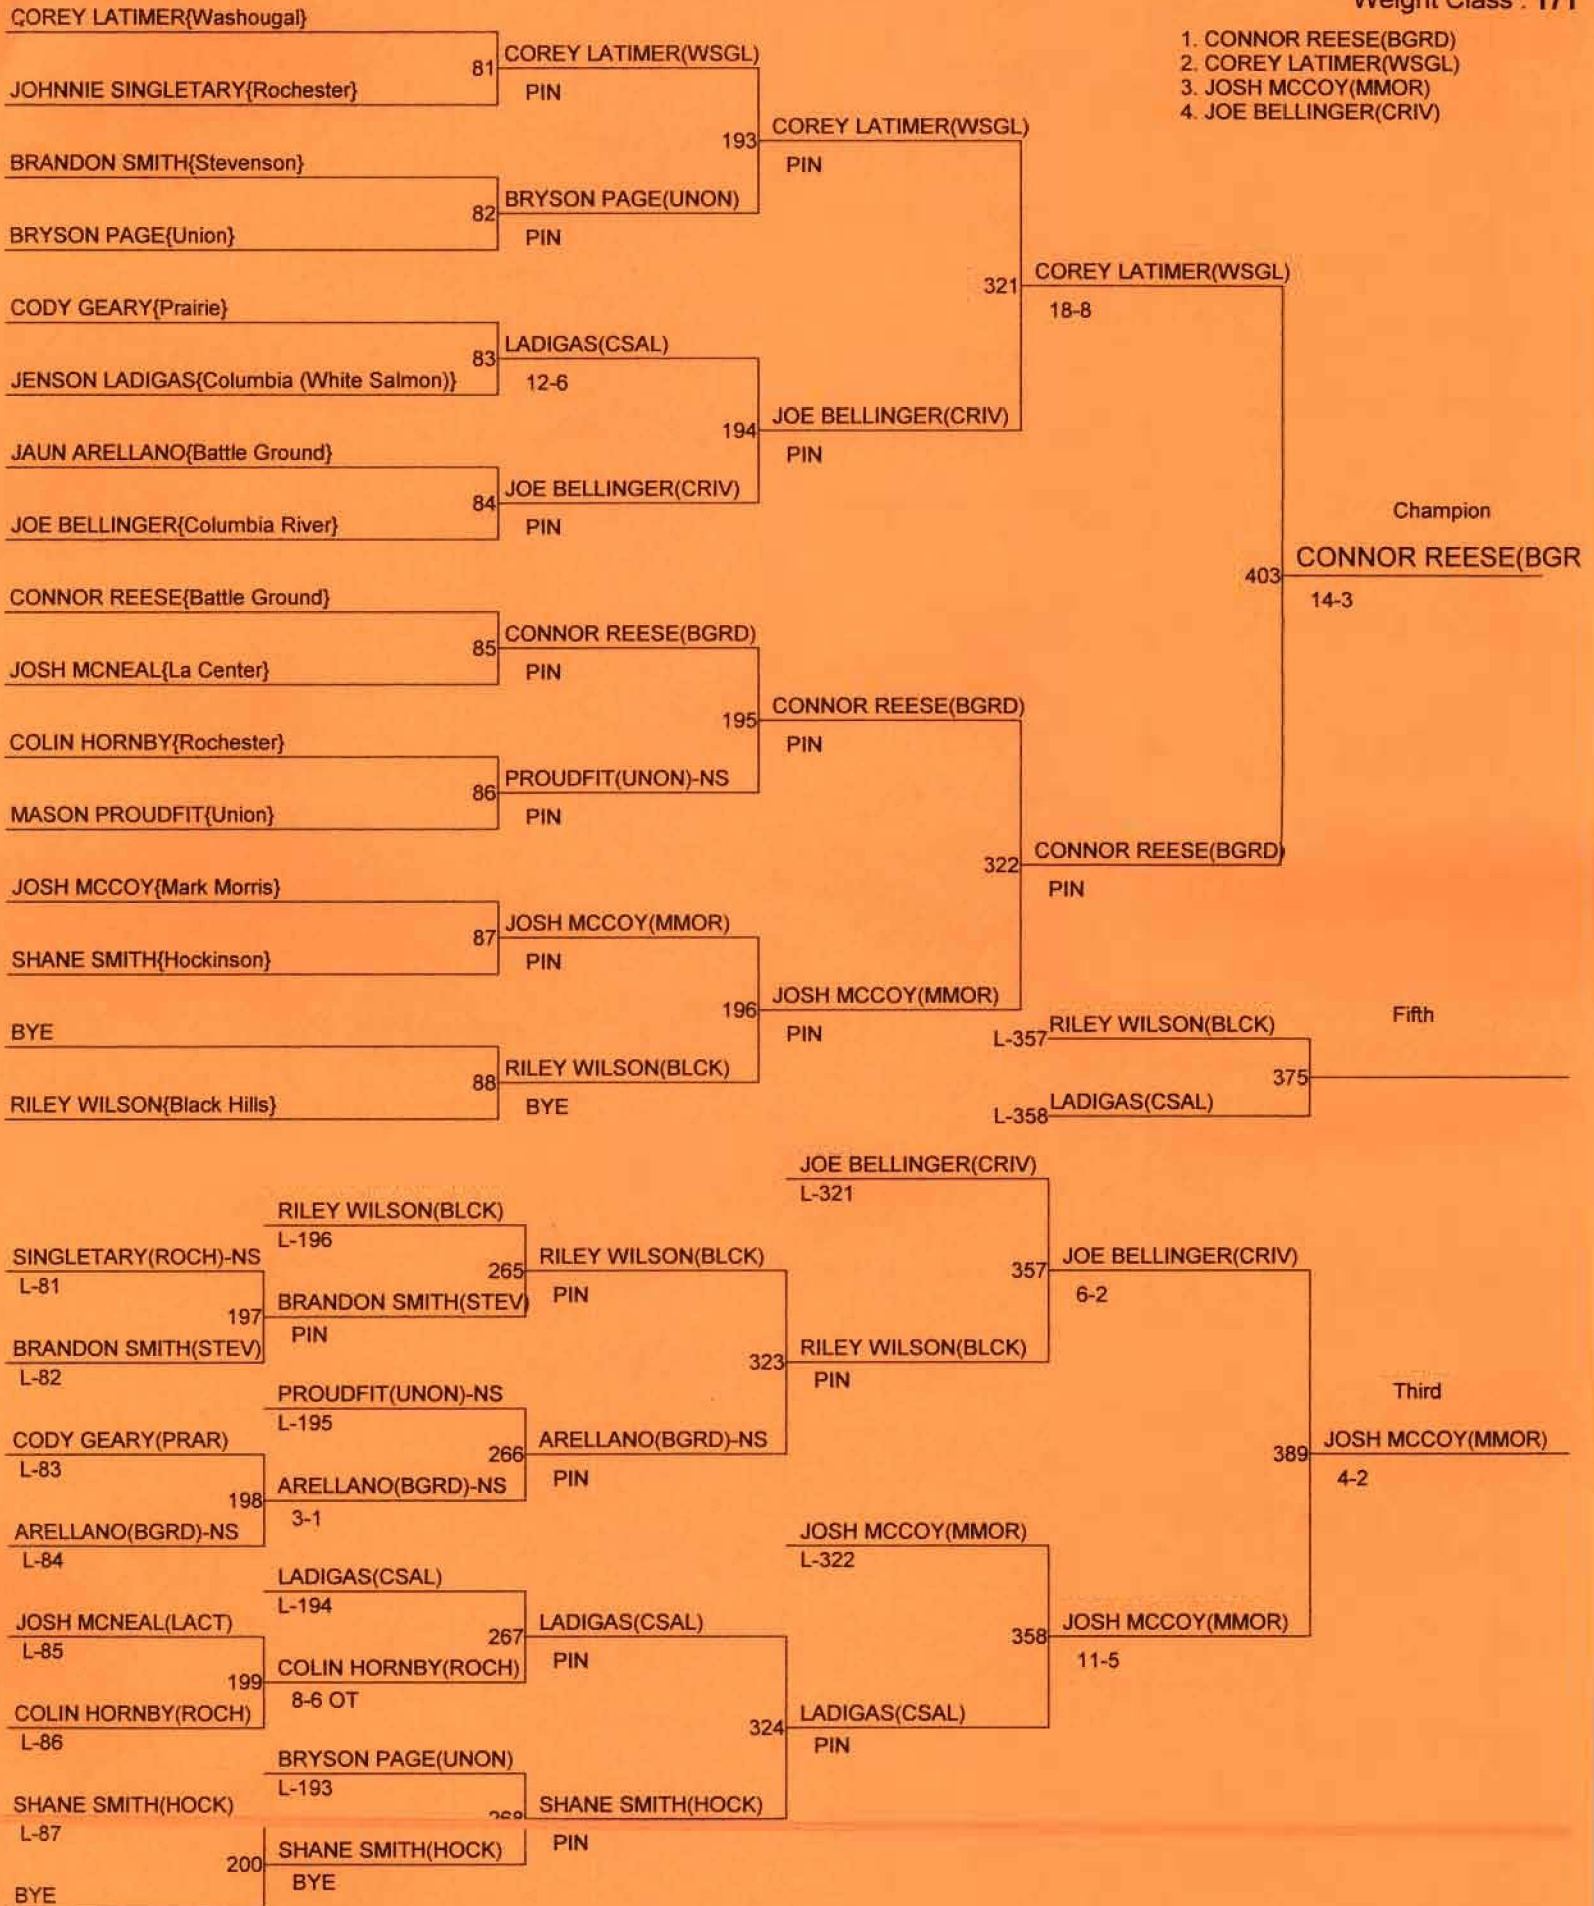 Weight Class : 171
1. CONNOR REESE(BGRD)
2. COREY LATIMER(WSGL)
3. JOSH MCCOY(MMOR)
4. JOE BELLINGER(CRIV)
COREY LATIMER{Washougal}
81
COREY LATIMER(WSGL)
PIN
JOHNNIE SINGLETARY{Rochester}
193
COREY LATIMER(WSGL)
PIN
BRANDON SMITH{Stevenson}
82
BRYSON PAGE(UNON)
PIN
BRYSON PAGE{Union}
321
COREY LATIMER(WSGL)
18-8
CODY GEARY{Prairie}
83
LADIGAS(CSAL)
12-6
JENSON LADIGAS{Columbia (White Salmon)}
194
JOE BELLINGER(CRIV)
PIN
JAUN ARELLANO{Battle Ground}
84
JOE BELLINGER(CRIV)
PIN
JOE BELLINGER{Columbia River}
Champion
403
CONNOR REESE(BGR
14-3
CONNOR REESE{Battle Ground}
85
CONNOR REESE(BGRD)
PIN
JOSH MCNEAL{La Center}
195
CONNOR REESE(BGRD)
PIN
COLIN HORNBY{Rochester}
86
PROUDFIT(UNON)-NS
PIN
MASON PROUDFIT{Union}
322
CONNOR REESE(BGRD)
PIN
JOSH MCCOY{Mark Morris}
87
JOSH MCCOY(MMOR)
PIN
SHANE SMITH{Hockinson}
196
JOSH MCCOY(MMOR)
PIN
BYE
88
RILEY WILSON(BLCK)
BYE
RILEY WILSON{Black Hills}
Fifth
L-357
RILEY WILSON(BLCK)
375
L-358
LADIGAS(CSAL)
JOE BELLINGER(CRIV)
L-321
RILEY WILSON(BLCK)
L-196
SINGLETARY(ROCH)-NS
L-81
265
RILEY WILSON(BLCK)
PIN
357
JOE BELLINGER(CRIV)
6-2
197
BRANDON SMITH(STEV)
PIN
BRANDON SMITH(STEV)
L-82
323
RILEY WILSON(BLCK)
PIN
PROUDFIT(UNON)-NS
L-195
Third
CODY GEARY(PRAR)
L-83
266
ARELLANO(BGRD)-NS
PIN
389
JOSH MCCOY(MMOR)
4-2
198
ARELLANO(BGRD)-NS
3-1
ARELLANO(BGRD)-NS
L-84
JOSH MCCOY(MMOR)
L-322
LADIGAS(CSAL)
L-194
JOSH MCNEAL(LACT)
L-85
267
LADIGAS(CSAL)
PIN
358
JOSH MCCOY(MMOR)
11-5
199
COLIN HORNBY(ROCH)
8-6 OT
COLIN HORNBY(ROCH)
L-86
324
LADIGAS(CSAL)
PIN
BRYSON PAGE(UNON)
L-193
SHANE SMITH(HOCK)
L-87
268
SHANE SMITH(HOCK)
PIN
200
SHANE SMITH(HOCK)
BYE
BYE